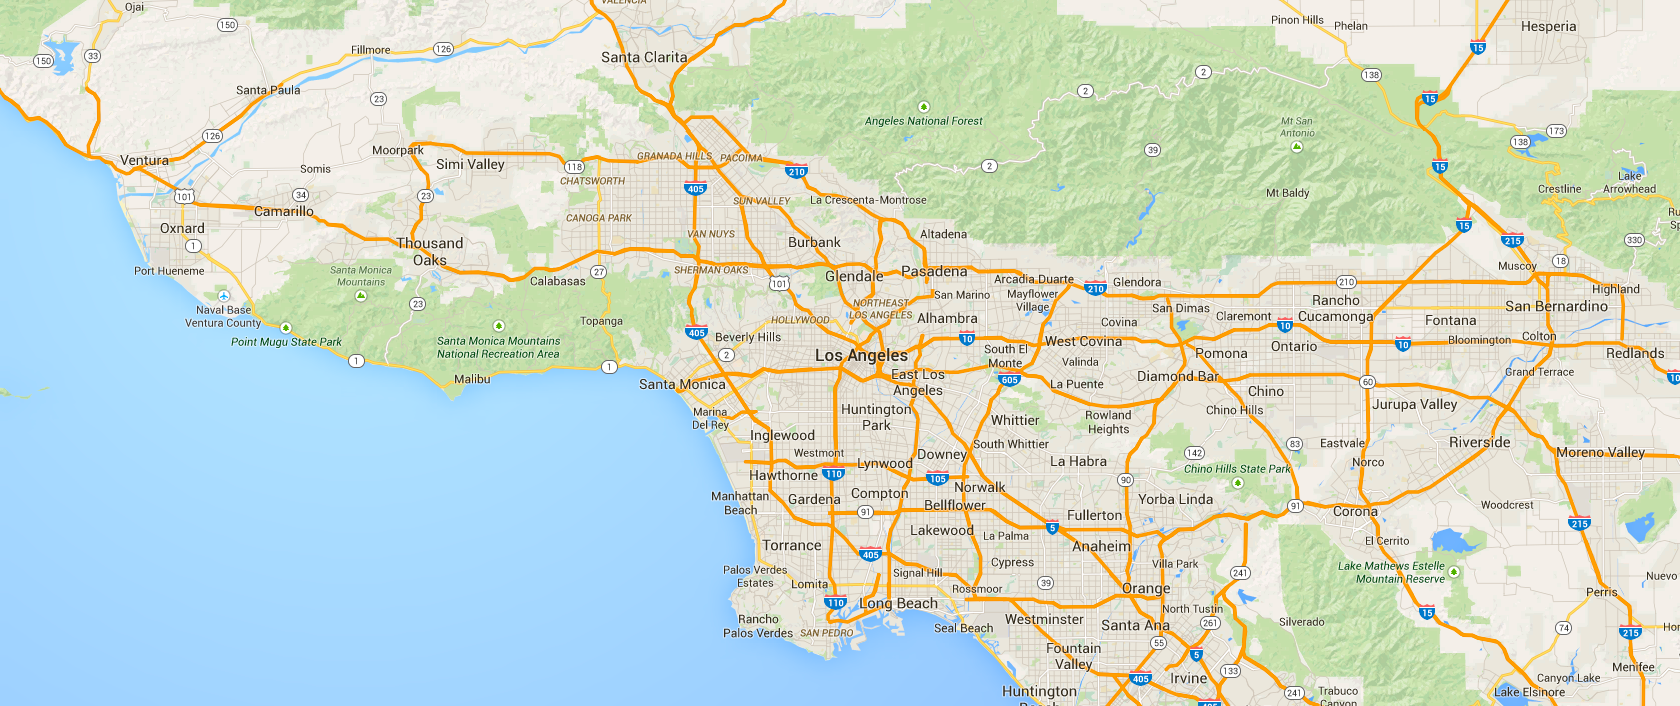 Ojai
VALENCIA
Pinon Hills
Phelan
Hesperia
150
33
150
Fillmore
126
Santa Clarita
15
138
2
2
Santa Paula
23
15
Angeles National Forest
Mt San
Antonio
126
173
138
39
Ventura
Moorpark
Simi Valley
118
GRANADA HILLS
PACOIMA
210
2
15
Somis
CHATSWORTH
405
Mt Baldy
Crestline
Lake
Arrowhead
101
34
23
SUN VALLEY
La Crescenta-Montrose
Camarillo
CANOGA PARK
15
Ru
Sp
Oxnard
VAN NUYS
Burbank
Altadena
1
Thousand
Oaks
215
330
Port Hueneme
Santa Monica
Mountains
27
SHERMAN OAKS
Glendale
Pasadena
Muscoy
18
Calabasas
101
Arcadia
Duarte
210
Glendora
210
Highland
Naval Base
Ventura County
23
San Marino
Mayflower
Village
San Dimas
Rancho
Cucamonga
San Bernardino
NORTHEAST
LOS ANGELES
Topanga
HOLLYWOOD
Alhambra
Covina
Claremont
Fontana
Point Mugu State Park
Santa Monica Mountains
National Recreation Area
405
Beverly Hills
10
West Covina
10
Ontario
10
Bloomington
Colton
1
1
2
Los Angeles
South El
Monte
Valinda
Pomona
Redlands
Malibu
Santa Monica
East Los
Angeles
605
La Puente
Diamond Bar
60
Grand Terrace
10
Chino
Marina
Del Rey
Huntington
Park
Whittier
Rowland
Heights
Chino Hills
Jurupa Valley
Inglewood
South Whittier
83
Eastvale
Riverside
Westmont
Downey
142
Moreno Valley
Hawthorne
110
Lynwood
105
La Habra
Chino Hills State Park
Norco
Manhattan
Beach
Gardena
Compton
Norwalk
90
Yorba Linda
Bellflower
91
91
Corona
Woodcrest
Fullerton
5
215
Torrance
Lakewood
La Palma
Anaheim
El Cerrito
405
Palos Verdes
Estates
Signal Hill
Cypress
Villa Park
241
Lake Mathews Estelle
Mountain Reserve
Nuevo
Lomita
39
Rossmoor
Orange
Perris
110
Long Beach
North Tustin
15
Rancho
Palos Verdes
SAN PEDRO
Seal Beach
Westminster
Santa Ana
261
Silverado
74
215
Hor
55
Fountain
Valley
5
Menifee
405
Irvine
133
Canyon Lake
Huntington
241
Trabuco
Canyon
Lake Elsinore
405